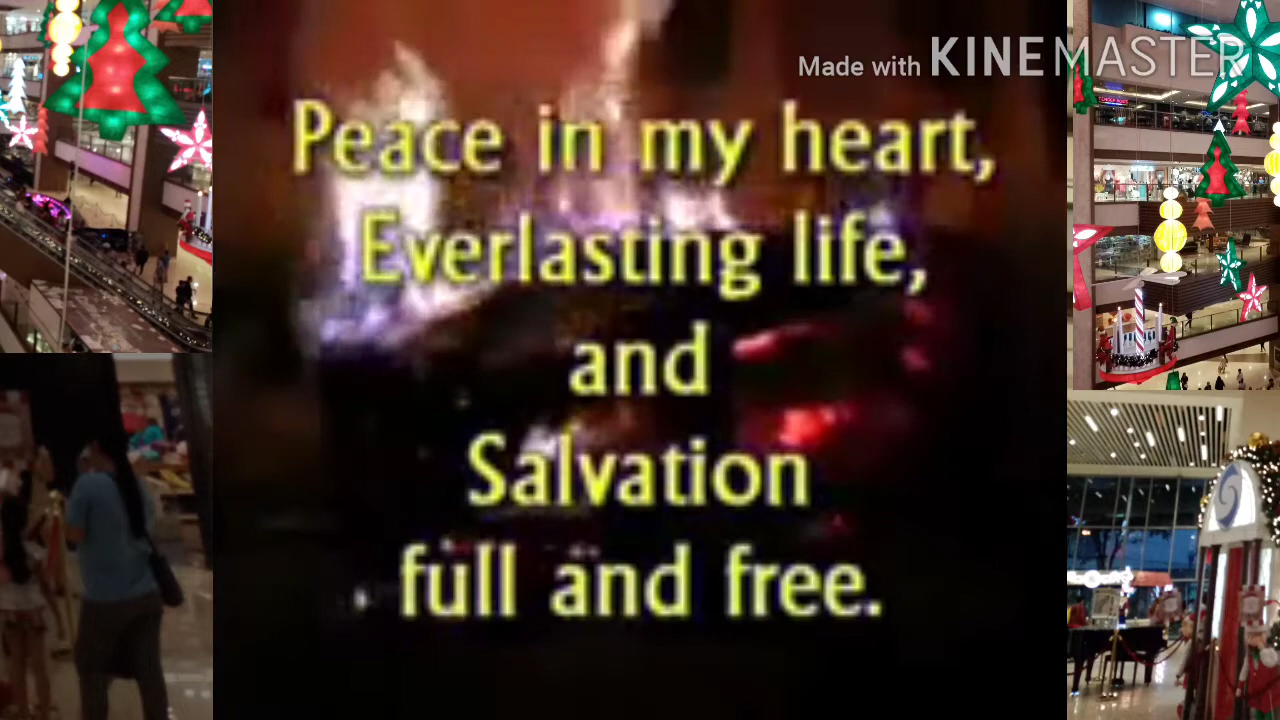 Made with KINEMASTER
Peace in my heart,
Everlasting life,
and
Salvation
full and free.